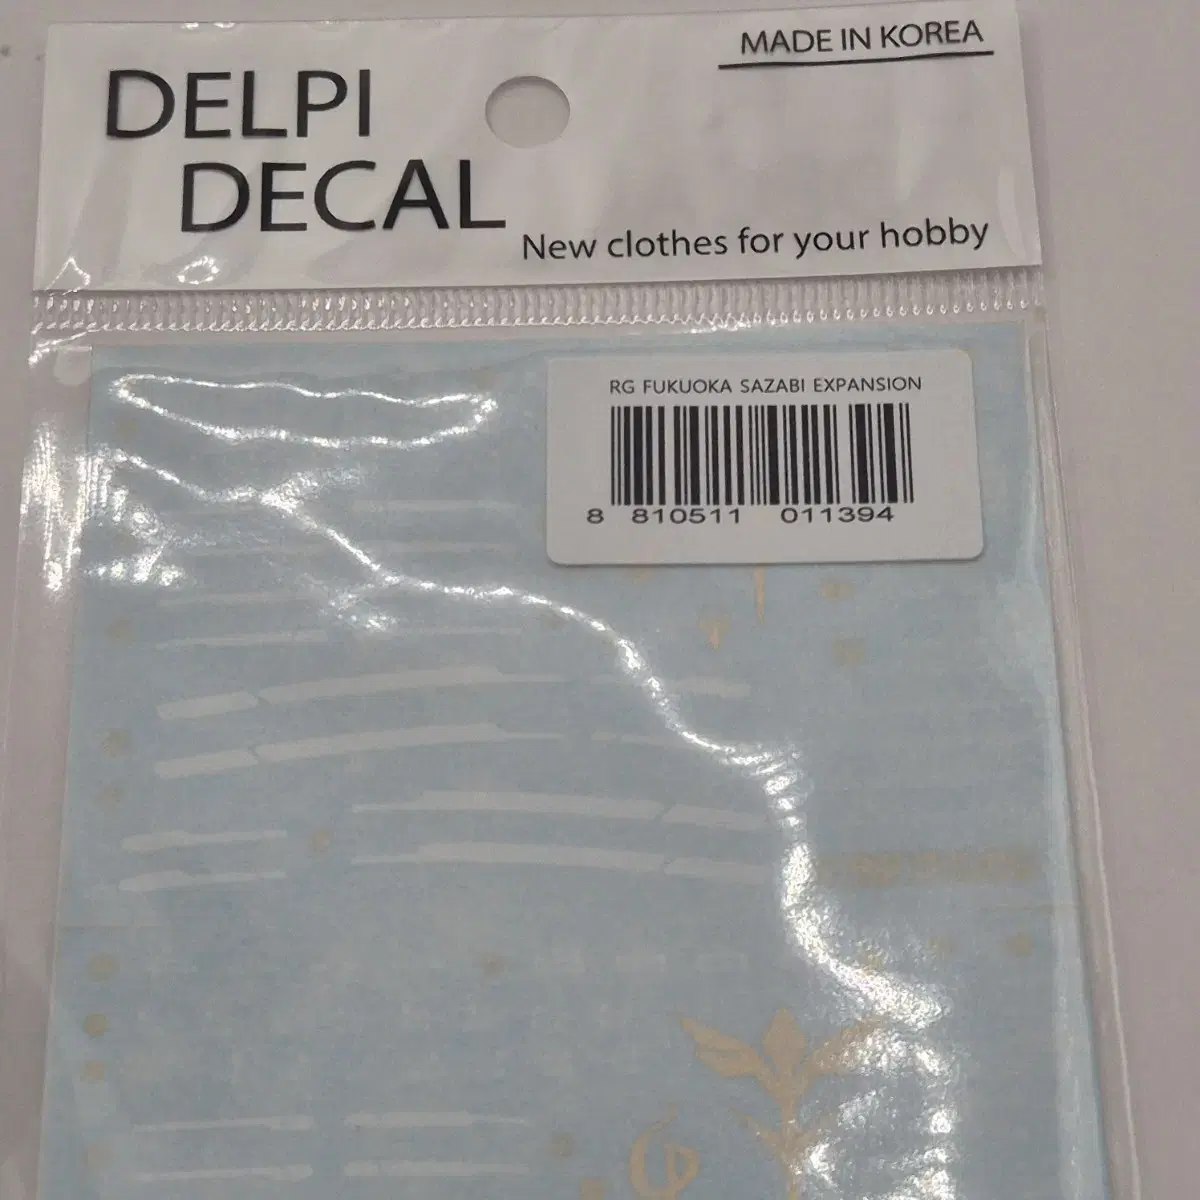 MADE IN KOREA
DELPI
DECAL
New clothes for your hobby
RG FUKUOKA SAZABI EXPANSION
8 810511 011394